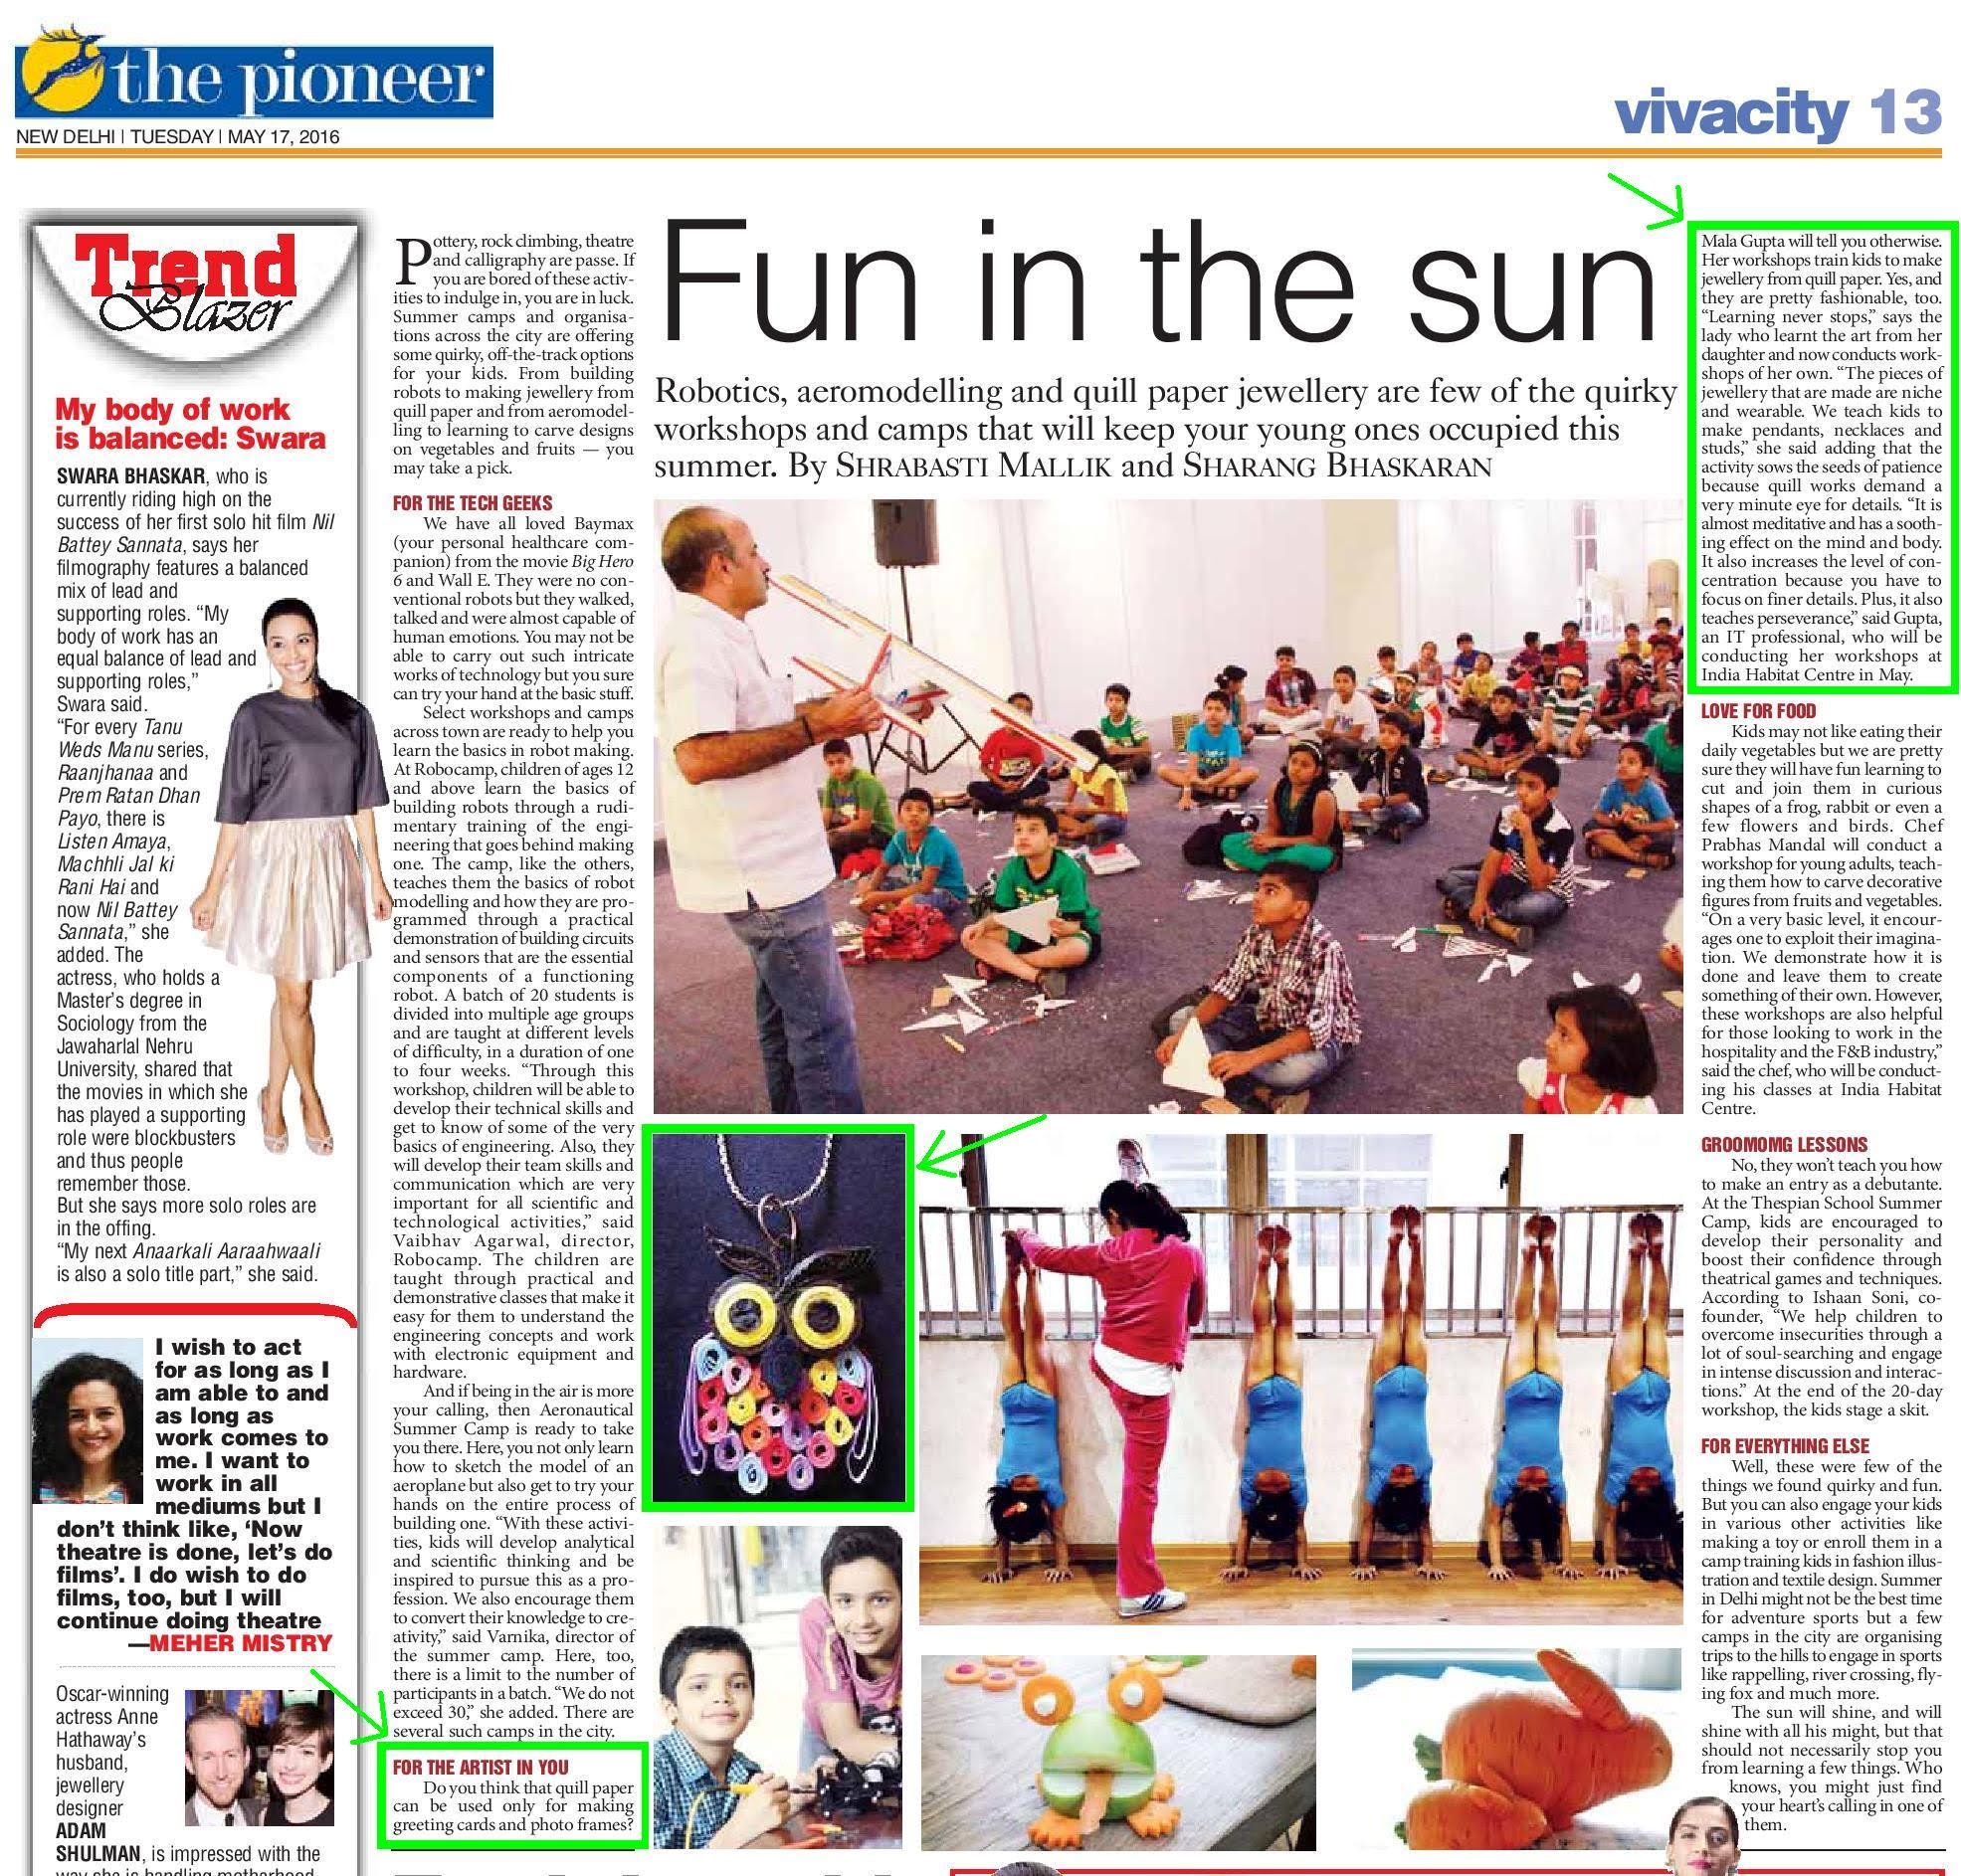 the pioneer
NEW DELHI | TUESDAY | MAY 17, 2016
vivacity 13
Trend
Blazer
My body of work
is balanced: Swara
SWARA BHASKAR, who is
currently riding high on the
success of her first solo hit film Nil
Battey Sannata, says her
filmography features a balanced
mix of lead and
supporting roles. “My
body of work has an
equal balance of lead and
supporting roles,”
Swara said.
“For every Tanu
Weds Manu series,
Raanjhanaa and
Prem Ratan Dhan
Payo, there is
Listen Amaya,
Machhli Jal ki
Rani Hai and
now Nil Battey
Sannata,” she
added. The
actress, who holds a
Master’s degree in
Sociology from the
Jawaharlal Nehru
University, shared that
the movies in which she
has played a supporting
role were blockbusters
and thus people
remember those.
But she says more solo roles are
in the offing.
“My next Anaarkali Aaraahwaali
is also a solo title part,” she said.
I wish to act
for as long as I
am able to and
as long as
work comes to
me. I want to
work in all
mediums but I
don’t think like, ‘Now
theatre is done, let’s do
films’. I do wish to do
films, too, but I will
continue doing theatre
—MEHER MISTRY
Oscar-winning
actress Anne
Hathaway’s
husband,
jewellery
designer
ADAM
SHULMAN, is impressed with the
Fun in the sun
Robotics, aeromodelling and quill paper jewellery are few of the quirky
workshops and camps that will keep your young ones occupied this
summer. By SHRABASTI MALLIK and SHARANG BHASKARAN
Pottery, rock climbing, theatre
and calligraphy are passe. If
you are bored of these activ-
ities to indulge in, you are in luck.
Summer camps and organisa-
tions across the city are offering
some quirky, off-the-track options
for your kids. From building
robots to making jewellery from
quill paper and from aeromodel-
ling to learning to carve designs
on vegetables and fruits — you
may take a pick.
FOR THE TECH GEEKS
We have all loved Baymax
(your personal healthcare com-
panion) from the movie Big Hero
6 and Wall E. They were no con-
ventional robots but they walked,
talked and were almost capable of
human emotions. You may not be
able to carry out such intricate
works of technology but you sure
can try your hand at the basic stuff.
Select workshops and camps
across town are ready to help you
learn the basics in robot making.
At Robocamp, children of ages 12
and above learn the basics of
building robots through a rudi-
mentary training of the engi-
neering that goes behind making
one. The camp, like the others,
teaches them the basics of robot
modelling and how they are pro-
grammed through a practical
demonstration of building circuits
and sensors that are the essential
components of a functioning
robot. A batch of 20 students is
divided into multiple age groups
and are taught at different levels
of difficulty, in a duration of one
to four weeks. “Through this
workshop, children will be able to
develop their technical skills and
get to know of some of the very
basics of engineering. Also, they
will develop their team skills and
communication which are very
important for all scientific and
technological activities,” said
Vaibhav Agarwal, director,
Robocamp. The children are
taught through practical and
demonstrative classes that make it
easy for them to understand the
engineering concepts and work
with electronic equipment and
hardware.
And if being in the air is more
your calling, then Aeronautical
Summer Camp is ready to take
you there. Here, you not only learn
how to sketch the model of an
aeroplane but also get to try your
hands on the entire process of
building one. “With these activi-
ties, kids will develop analytical
and scientific thinking and be
inspired to pursue this as a pro-
fession. We also encourage them
to convert their knowledge to cre-
ativity,” said Varnika, director of
the summer camp. Here, too,
there is a limit to the number of
participants in a batch. “We do not
exceed 30,” she added. There are
several such camps in the city.
FOR THE ARTIST IN YOU
Do you think that quill paper
can be used only for making
greeting cards and photo frames?
Mala Gupta will tell you otherwise.
Her workshops train kids to make
jewellery from quill paper. Yes, and
they are pretty fashionable, too.
“Learning never stops,” says the
lady who learnt the art from her
daughter and now conducts work-
shops of her own. “The pieces of
jewellery that are made are niche
and wearable. We teach kids to
make pendants, necklaces and
studs,” she said adding that the
activity sows the seeds of patience
because quill works demand a
very minute eye for details. “It is
almost meditative and has a sooth-
ing effect on the mind and body.
It also increases the level of con-
centration because you have to
focus on finer details. Plus, it also
teaches perseverance,” said Gupta,
an IT professional, who will be
conducting her workshops at
India Habitat Centre in May.
LOVE FOR FOOD
Kids may not like eating their
daily vegetables but we are pretty
sure they will have fun learning to
cut and join them in curious
shapes of a frog, rabbit or even a
few flowers and birds. Chef
Prabhas Mandal will conduct a
workshop for young adults, teach-
ing them how to carve decorative
figures from fruits and vegetables.
“On a very basic level, it encour-
ages one to exploit their imagina-
tion. We demonstrate how it is
done and leave them to create
something of their own. However,
these workshops are also helpful
for those looking to work in the
hospitality and the F&B industry,”
said the chef, who will be conduct-
ing his classes at India Habitat
Centre.
GROOMOMG LESSONS
No, they won’t teach you how
to make an entry as a debutante.
At the Thespian School Summer
Camp, kids are encouraged to
develop their personality and
boost their confidence through
theatrical games and techniques.
According to Ishaan Soni, co-
founder, “We help children to
overcome insecurities through a
lot of soul-searching and engage
in intense discussion and interac-
tions.” At the end of the 20-day
workshop, the kids stage a skit.
FOR EVERYTHING ELSE
Well, these were few of the
things we found quirky and fun.
But you can also engage your kids
in various other activities like
making a toy or enroll them in a
camp training kids in fashion illus-
tration and textile design. Summer
in Delhi might not be the best time
for adventure sports but a few
camps in the city are organising
trips to the hills to engage in sports
like rappelling, river crossing, fly-
ing fox and much more.
The sun will shine, and will
shine with all his might, but that
should not necessarily stop you
from learning a few things. Who
knows, you might just find
your heart’s calling in one of
them.